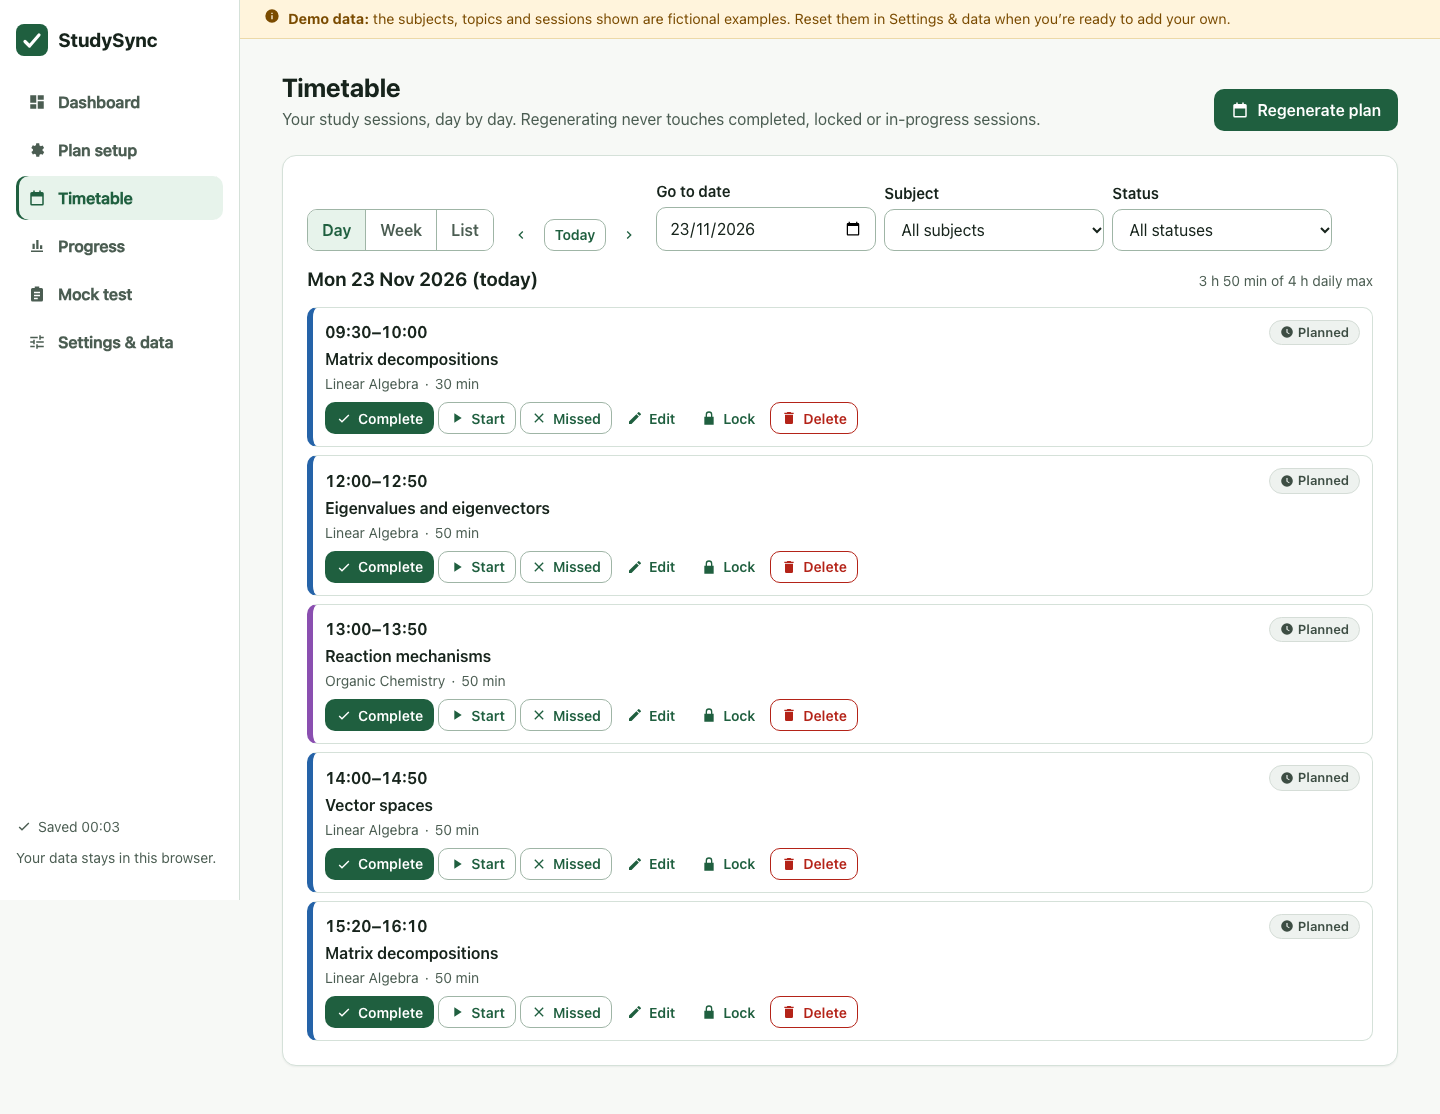 Demo data: the subjects, topics and sessions shown are fictional examples. Reset them in Settings & data when you're ready to add your own.
StudySync
Dashboard
Plan setup
Timetable
Progress
Mock test
Settings & data
Saved 00:03
Your data stays in this browser.
Timetable
Your study sessions, day by day. Regenerating never touches completed, locked or in-progress sessions.
Regenerate plan
Day Week List
Today
Go to date
23/11/2026
Subject
All subjects
Status
All statuses
Mon 23 Nov 2026 (today)
3 h 50 min of 4 h daily max
09:30–10:00
Planned
Matrix decompositions
Linear Algebra · 30 min
Complete Start Missed Edit Lock Delete
12:00–12:50
Planned
Eigenvalues and eigenvectors
Linear Algebra · 50 min
Complete Start Missed Edit Lock Delete
13:00–13:50
Planned
Reaction mechanisms
Organic Chemistry · 50 min
Complete Start Missed Edit Lock Delete
14:00–14:50
Planned
Vector spaces
Linear Algebra · 50 min
Complete Start Missed Edit Lock Delete
15:20–16:10
Planned
Matrix decompositions
Linear Algebra · 50 min
Complete Start Missed Edit Lock Delete